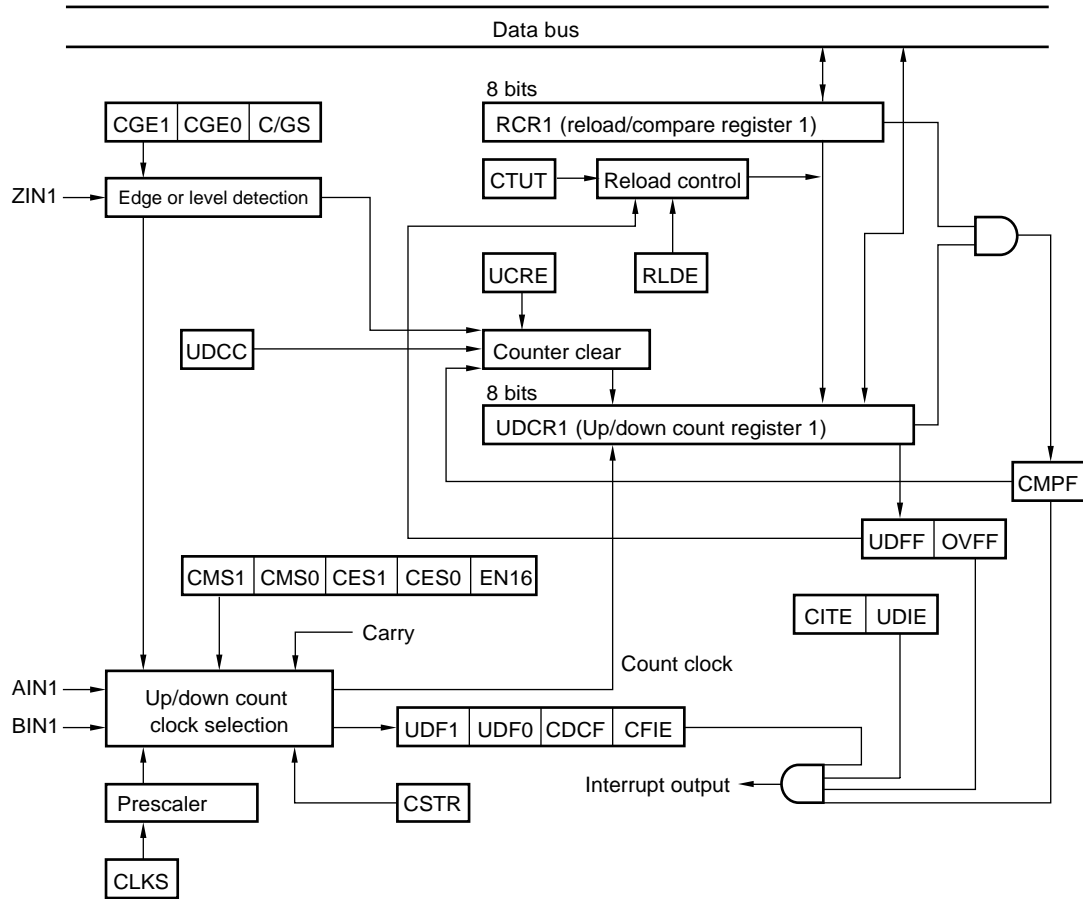 Data bus
8 bits
CGE1 CGE0 C/GS
RCR1 (reload/compare register 1)
CTUT
Reload control
ZIN1
Edge or level detection
UCRE
RLDE
UDCC
Counter clear
8 bits
UDCR1 (Up/down count register 1)
CMPF
UDFF OVFF
CMS1 CMS0 CES1 CES0 EN16
CITE UDIE
Carry
Count clock
AIN1
Up/down count
clock selection
BIN1
UDF1 UDF0 CDCF CFIE
Interrupt output
Prescaler
CSTR
CLKS